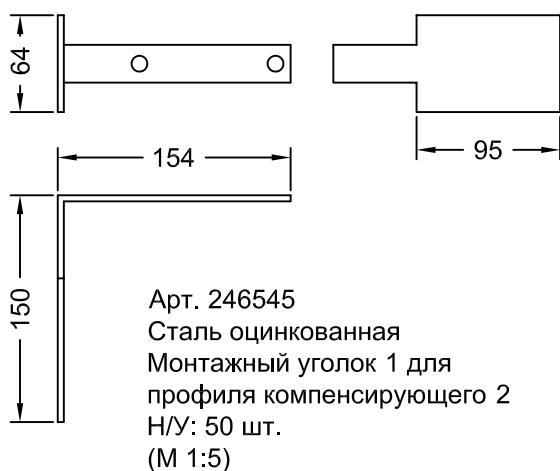 64
154
95
150
Арт. 246545
Сталь оцинкованная
Монтажный уголок 1 для
профиля компенсирующего 2
Н/У: 50 шт.
(М 1:5)